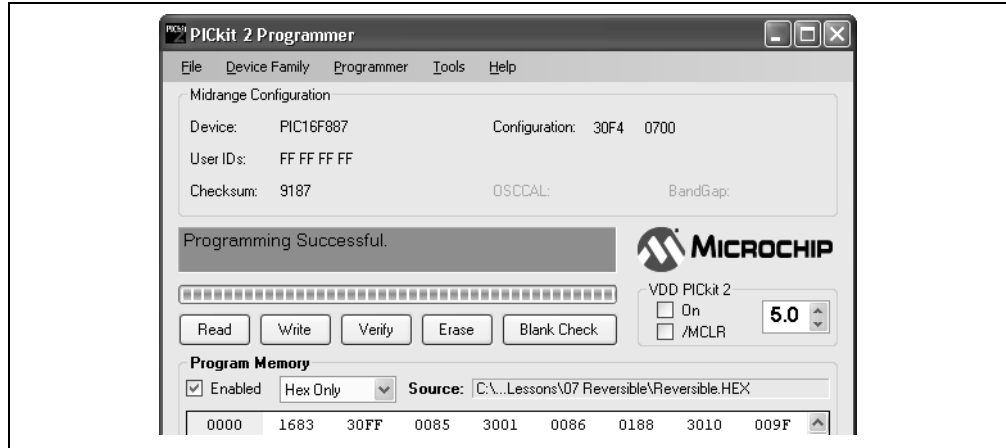 PICkit 2 Programmer
File Device Family Programmer Tools Help
Midrange Configuration
Device: PIC16F887 Configuration: 30F4 0700
User IDs: FF FF FF FF
Checksum: 9187 OSCCAL: BandGap:
Programming Successful.
MICROCHIP
VDD PICkit 2
On
/MCLR
5.0
Read Write Verify Erase Blank Check
Program Memory
Enabled Hex Only Source: C:\...Lessons\07 Reversible\Reversible.HEX
0000 1683 30FF 0085 3001 0086 0188 3010 009F